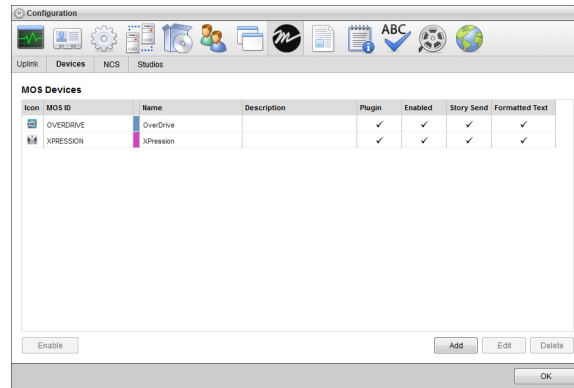 Configuration
ABC
Uplink Devices NCS Studios
MOS Devices
Icon MOS ID Name Description Plugin Enabled Story Send Formatted Text
OVERDRIVE OverDrive ✓ ✓ ✓ ✓
XPRESSION XPression ✓ ✓ ✓ ✓
Enable Add Edit Delete
OK